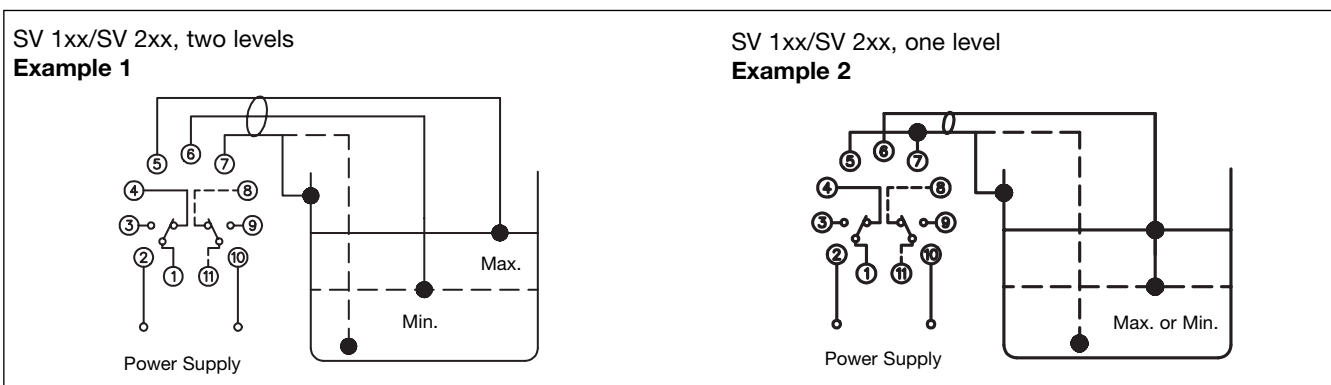 SV 1xx/SV 2xx, two levels
Example 1
5
6
7
4
8
3
9
2
10
1
11
Max.
Min.
Power Supply
SV 1xx/SV 2xx, one level
Example 2
5
6
7
4
8
3
9
2
10
1
11
Max. or Min.
Power Supply